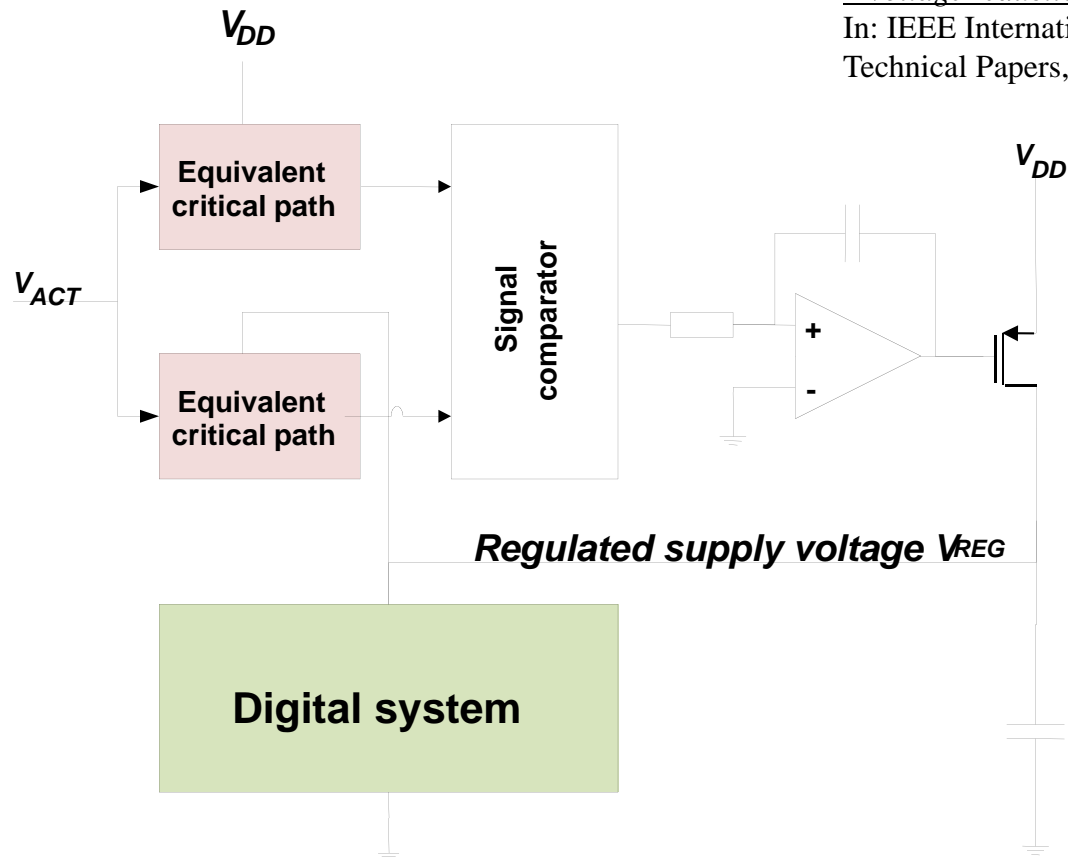 In: IEEE Internati
Technical Papers,
VDD
Equivalent
critical path
VACT
Equivalent
critical path
Signal
comparator
+
-
VDD
Regulated supply voltage VREG
Digital system